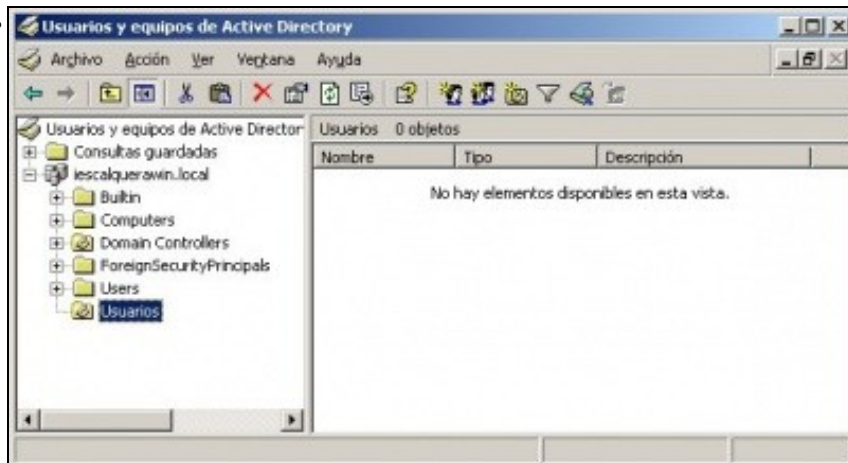 Usuarios y equipos de Active Directory
Archivo Acción Ver Ventana Ayuda
Usuarios y equipos de Active Director
Consultas guardadas
iescalquerawin.local
Builtin
Computers
Domain Controllers
ForeignSecurityPrincipals
Users
Usuarios
Usuarios 0 objetos
Nombre Tipo Descripción
No hay elementos disponibles en esta vista.